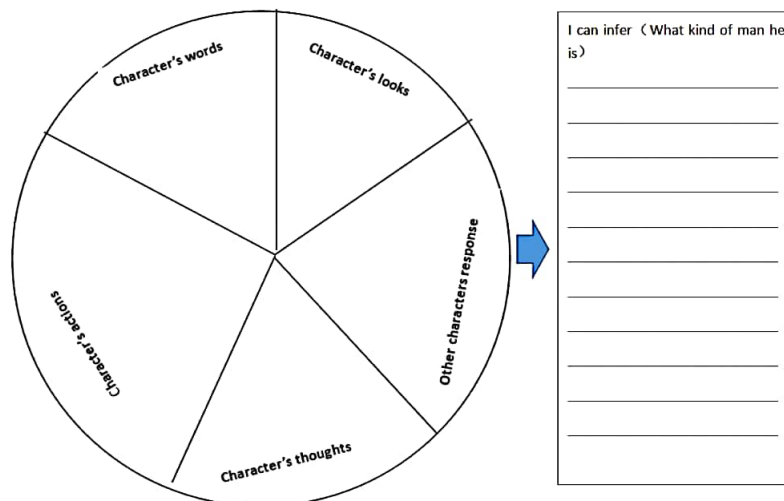 Character's words
Character's looks
Other characters response
Character's thoughts
Character's actions
I can infer（What kind of man he
is）